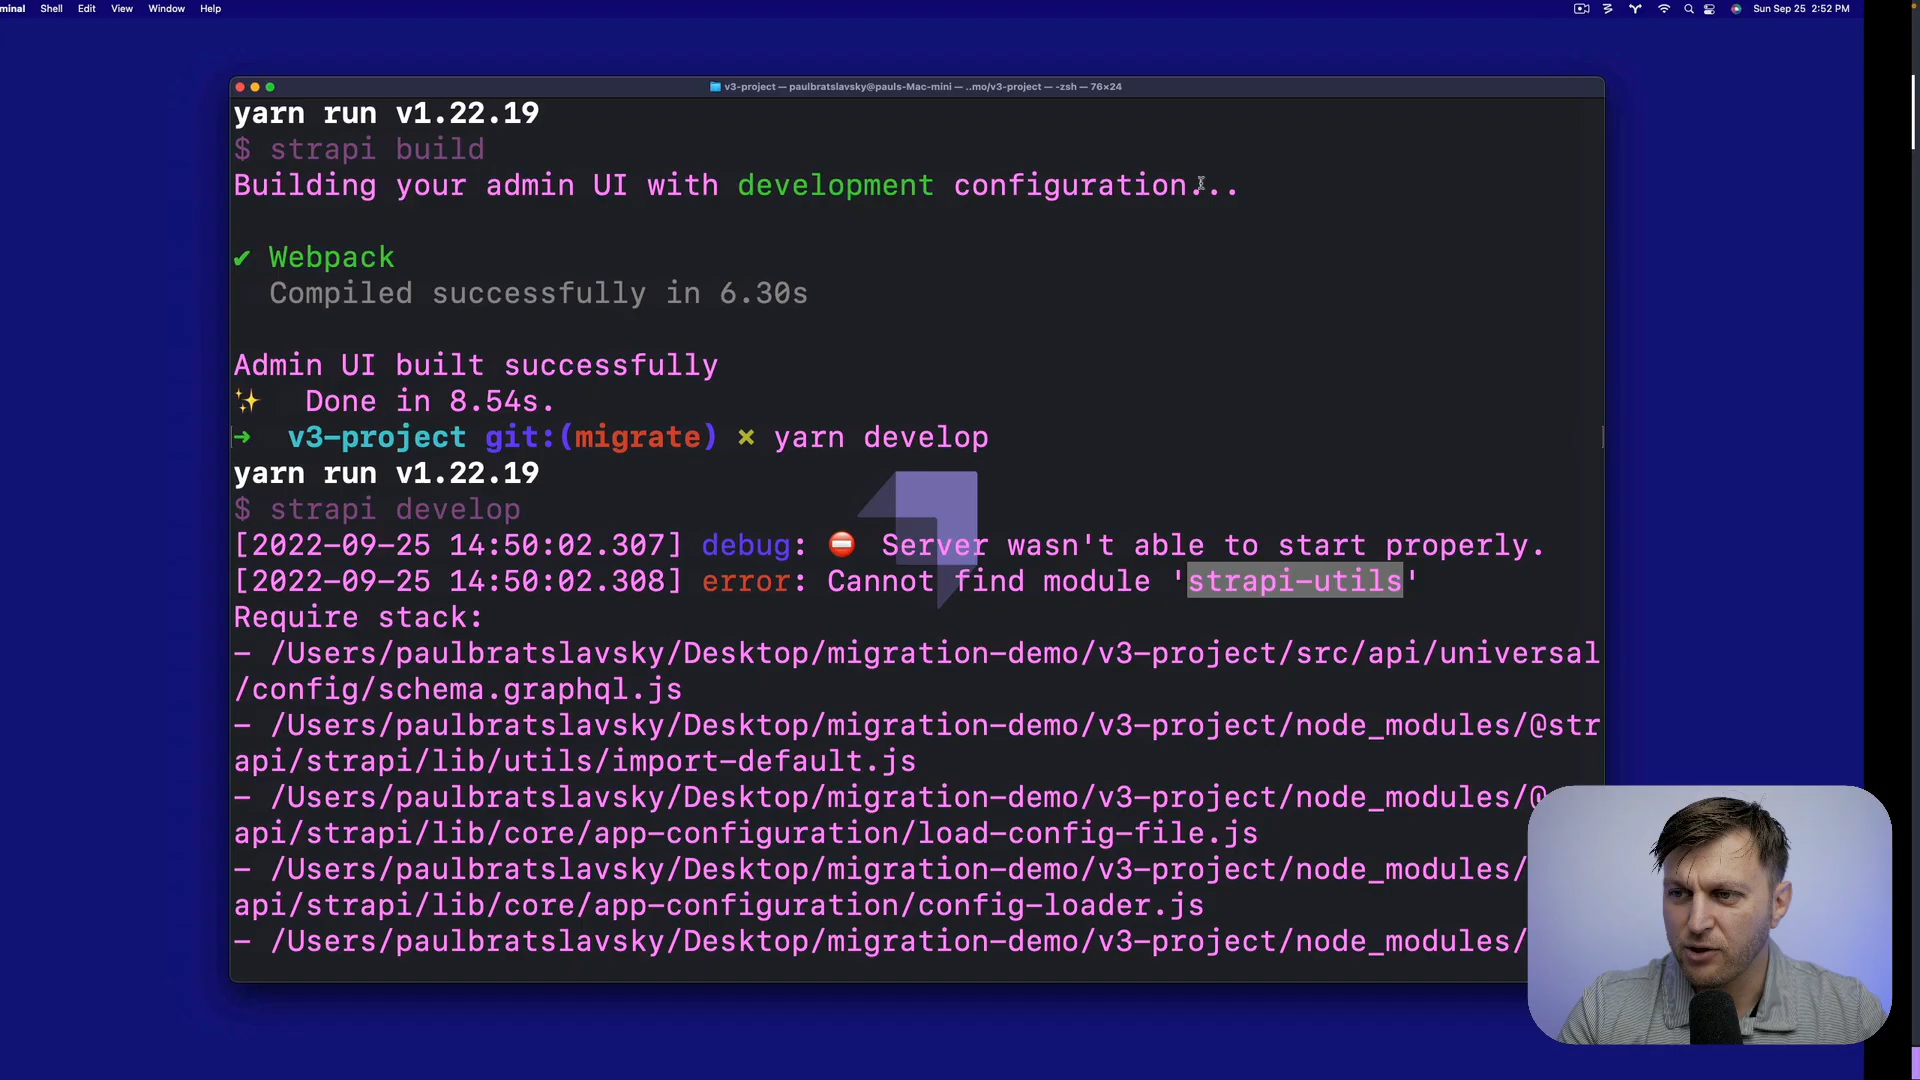 minal Shell Edit View Window Help
Sun Sep 25 2:52 PM
v3-project — paulbratslavsky@pauls-Mac-mini — ..mo/v3-project — -zsh — 76×24
yarn run v1.22.19
$ strapi build
Building your admin UI with development configuration...
✔ Webpack
Compiled successfully in 6.30s
Admin UI built successfully
✨ Done in 8.54s.
➜ v3-project git:(migrate) ✗ yarn develop
yarn run v1.22.19
$ strapi develop
[2022-09-25 14:50:02.307] debug: ⛔ Server wasn't able to start properly.
[2022-09-25 14:50:02.308] error: Cannot find module 'strapi-utils'
Require stack:
- /Users/paulbratslavsky/Desktop/migration-demo/v3-project/src/api/universal
/config/schema.graphql.js
- /Users/paulbratslavsky/Desktop/migration-demo/v3-project/node_modules/@str
api/strapi/lib/utils/import-default.js
- /Users/paulbratslavsky/Desktop/migration-demo/v3-project/node_modules/@
api/strapi/lib/core/app-configuration/load-config-file.js
- /Users/paulbratslavsky/Desktop/migration-demo/v3-project/node_modules/
api/strapi/lib/core/app-configuration/config-loader.js
- /Users/paulbratslavsky/Desktop/migration-demo/v3-project/node_modules/